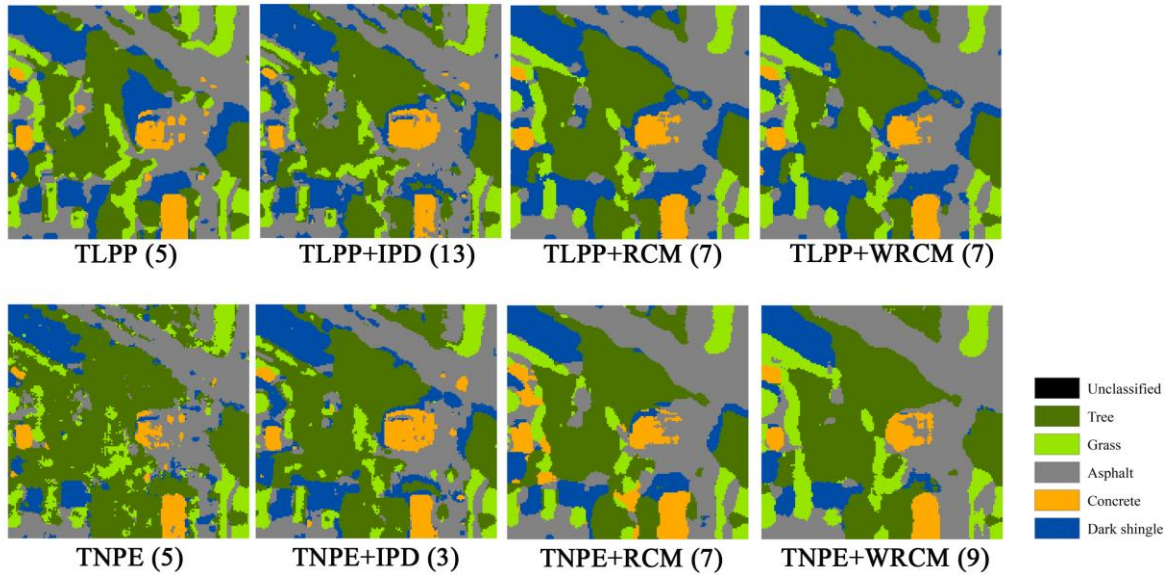 TLPP (5)
TLPP+IPD (13)
TLPP+RCM (7)
TLPP+WRCM (7)
TNPE (5)
TNPE+IPD (3)
TNPE+RCM (7)
TNPE+WRCM (9)
Unclassified
Tree
Grass
Asphalt
Concrete
Dark shingle